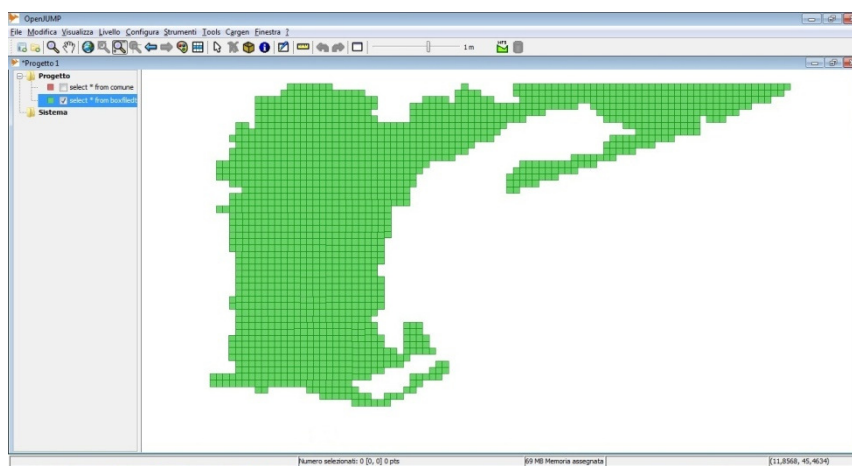 OpenJUMP
File Modifica Visualizza Livello Configura Strumenti Tools Cargen Finestra ?
1 m
*Progetto 1
Progetto
select * from comune
select * from boxfiledt
Sistema
Numero selezionati: 0 [0, 0] 0 pts
69 MB Memoria assegnata
(11,8568, 45,4634)